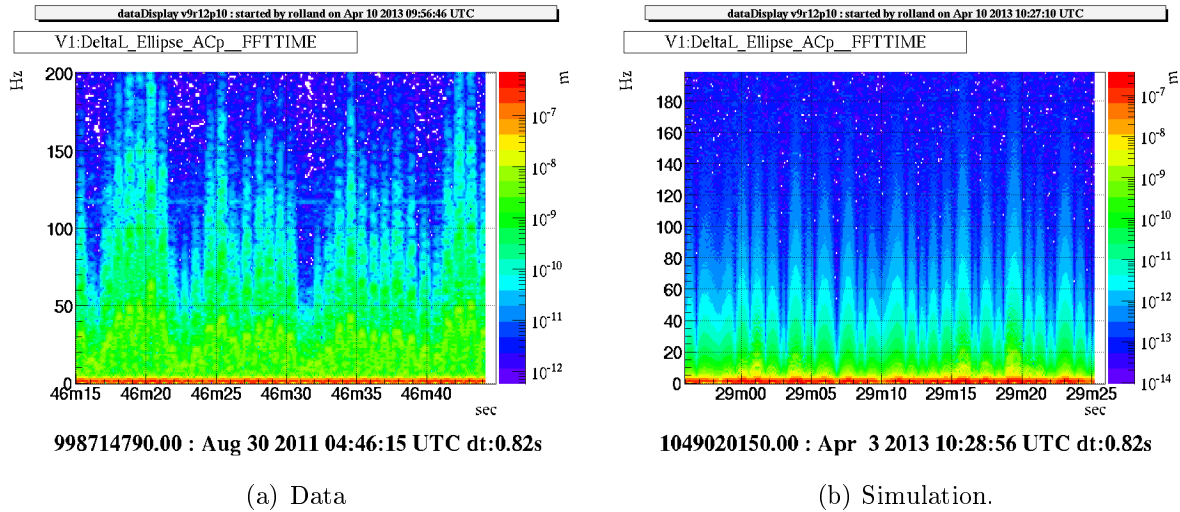 dataDisplay v9r12p10 : started by rolland on Apr 10 2013 09:56:46 UTC
V1:DeltaL_Ellipse_ACp__FFTTIME
Hz
200
150
100
50
0
46m15
46m20
46m25
46m30
46m35
46m40
sec
m
10-7
10-8
10-9
10-10
10-11
10-12
998714790.00 : Aug 30 2011 04:46:15 UTC dt:0.82s
(a) Data
dataDisplay v9r12p10 : started by rolland on Apr 10 2013 10:27:10 UTC
V1:DeltaL_Ellipse_ACp__FFTTIME
Hz
180
160
140
120
100
80
60
40
20
0
29m00
29m05
29m10
29m15
29m20
29m25
sec
m
10-7
10-8
10-9
10-10
10-11
10-12
10-13
10-14
1049020150.00 : Apr 3 2013 10:28:56 UTC dt:0.82s
(b) Simulation.